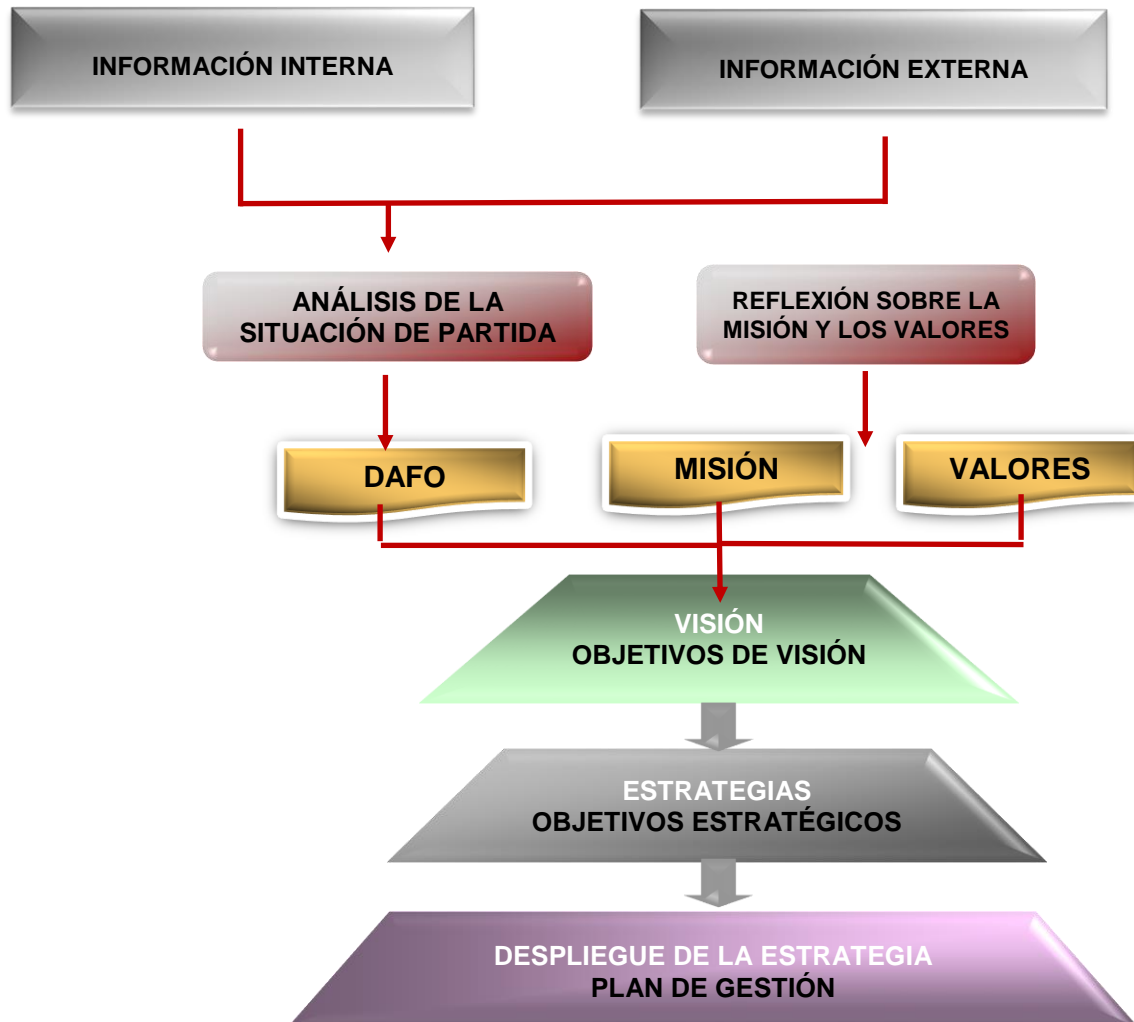 INFORMACIÓN INTERNA
INFORMACIÓN EXTERNA
ANÁLISIS DE LA
SITUACIÓN DE PARTIDA
REFLEXIÓN SOBRE LA
MISIÓN Y LOS VALORES
DAFO
MISIÓN
VALORES
VISIÓN
OBJETIVOS DE VISIÓN
ESTRATEGIAS
OBJETIVOS ESTRATÉGICOS
DESPLIEGUE DE LA ESTRATEGIA
PLAN DE GESTIÓN